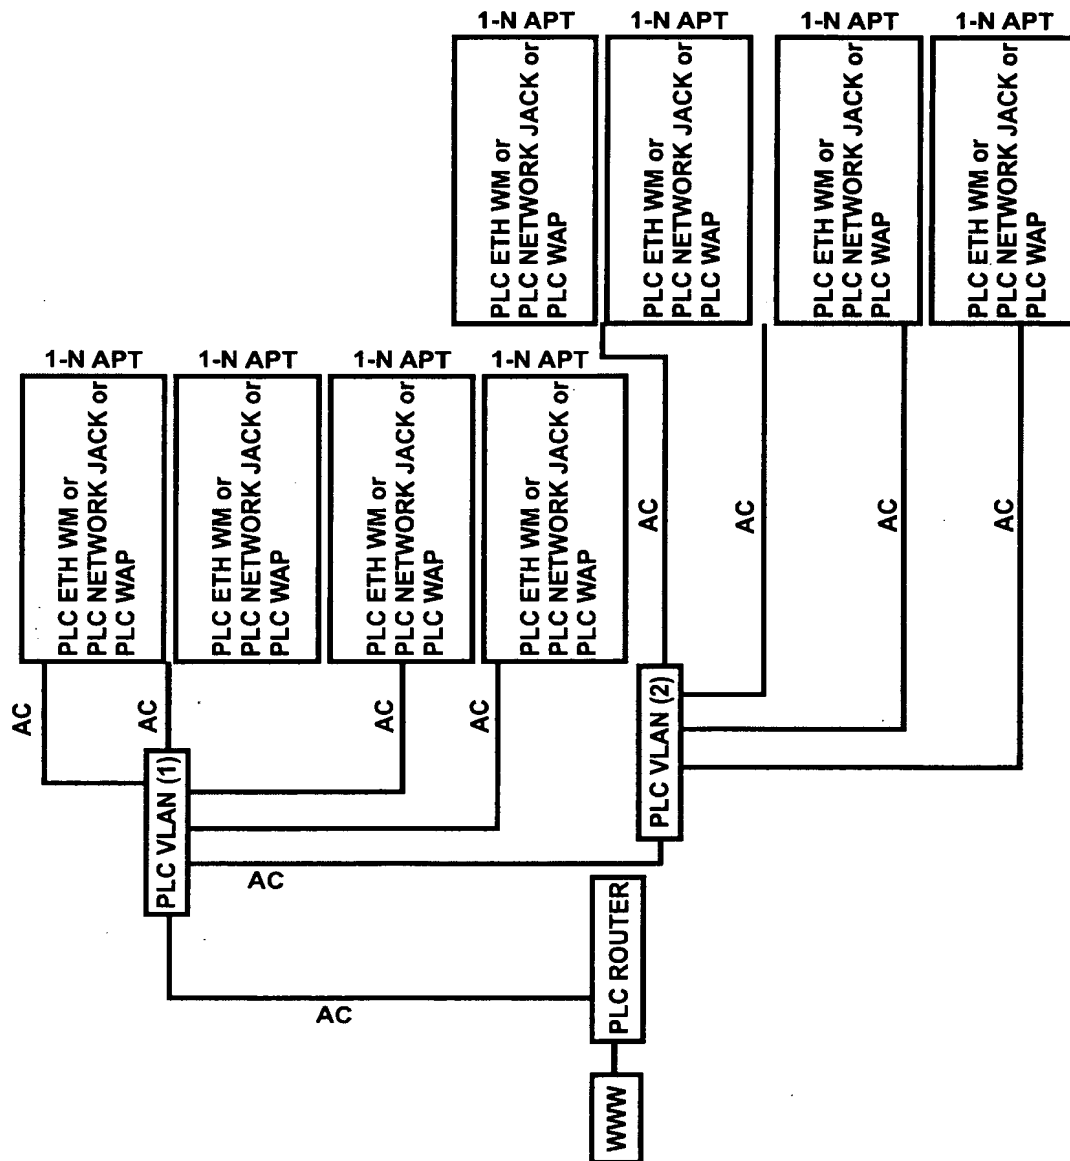 1-N APT
1-N APT
1-N APT
1-N APT
PLC ETH WM or
PLC NETWORK JACK or
PLC WAP
PLC ETH WM or
PLC NETWORK JACK or
PLC WAP
PLC ETH WM or
PLC NETWORK JACK or
PLC WAP
PLC ETH WM or
PLC NETWORK JACK or
PLC WAP
1-N APT
1-N APT
1-N APT
1-N APT
PLC ETH WM or
PLC NETWORK JACK or
PLC WAP
PLC ETH WM or
PLC NETWORK JACK or
PLC WAP
PLC ETH WM or
PLC NETWORK JACK or
PLC WAP
PLC ETH WM or
PLC NETWORK JACK or
PLC WAP
AC
AC
AC
AC
AC
AC
AC
AC
PLC VLAN (1)
PLC VLAN (2)
AC
AC
PLC ROUTER
WWW